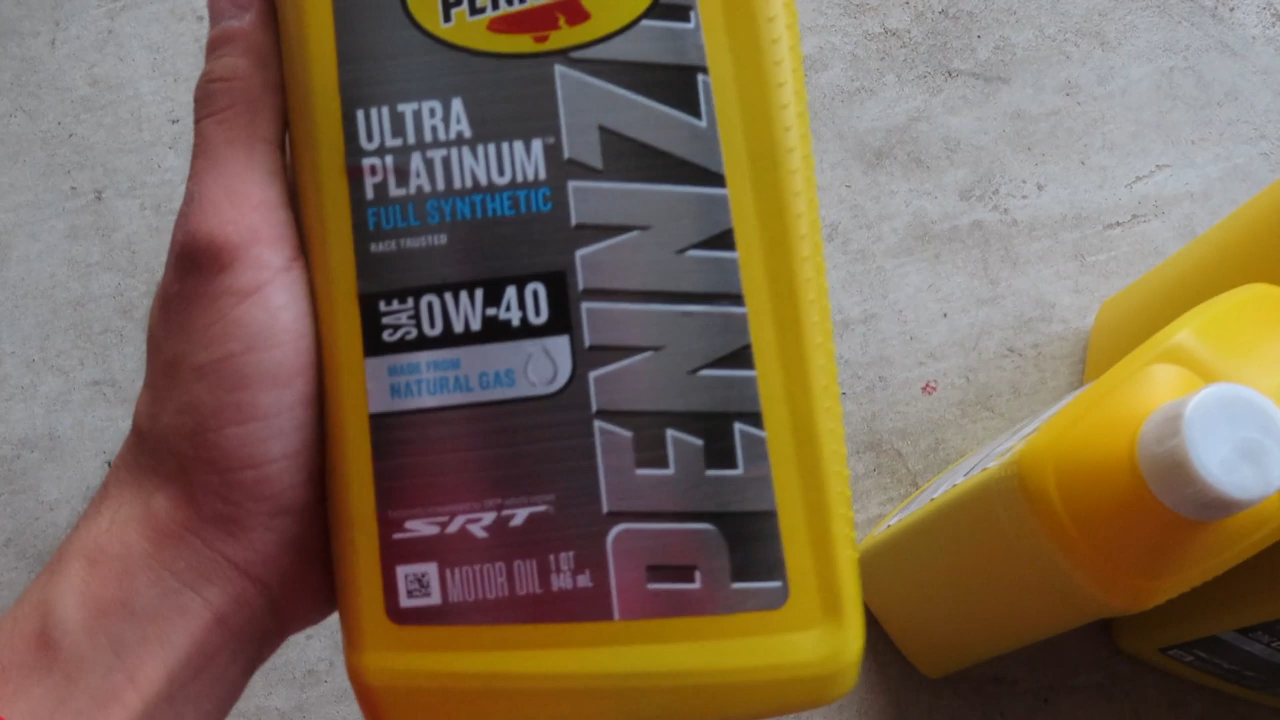 ULTRA
PLATINUM™
FULL SYNTHETIC
RACE TRUSTED
SAE 0W-40
MADE FROM
NATURAL GAS
SRT
MOTOR OIL 1 QT
946 mL
PENNZ